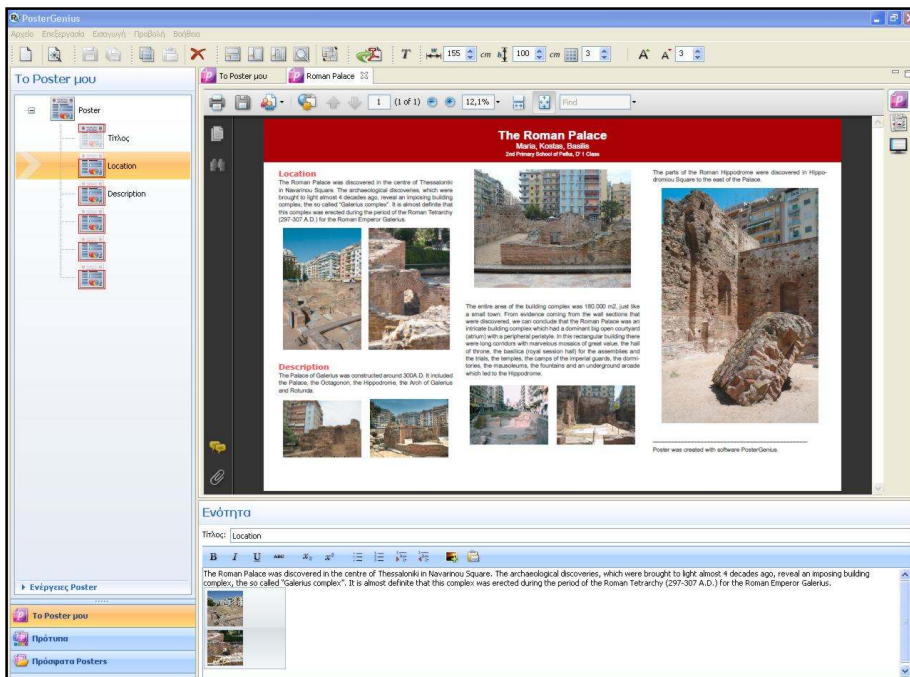 PosterGenius
Αρχείο Επεξεργασία Εισαγωγή Προβολή Βοήθεια
T 155 cm 100 cm 3 A A 3
Το Poster μου
Το Poster μου Roman Palace
1 (1 of 1) 12,1% Find
Poster
Τίτλος
Location
Description
The Roman Palace
Maria, Kostas, Basilis
2nd Primary School of Pefka, D'1 Class
Location
The Roman Palace was discovered in the centre of Thessaloniki
in Navarinou Square. The archaeological discoveries, which were
brought to light almost 4 decades ago, reveal an imposing building
complex, the so called "Galerius complex". It is almost definite that
this complex was erected during the period of the Roman Tetrarchy
(297-307 A.D.) for the Roman Emperor Galerius.
Description
The Palace of Galerius was constructed around 300A.D. It included
the Palace, the Octagonon, the Hippodrome, the Arch of Galerius
and Rotunda.
The entire area of the building complex was 180.000 m2, just like
a small town. From evidence coming from the wall sections that
were discovered, we can conclude that the Roman Palace was an
intricate building complex which had a dominant big open courtyard
(atrium) with a peripheral peristyle. In this rectangular building there
were long corridors with marvelous mosaics of great value, the hall
of throne, the basilica (royal session hall) for the assemblies and
the trials, the temples, the camps of the imperial guards, the dormi-
tories, the mausoleums, the fountains and an underground arcade
which led to the Hippodrome.
The parts of the Roman Hippodrome were discovered in Hippo-
dromiou Square to the east of the Palace.
Poster was created with software PosterGenius.
Ενότητα
Τίτλος: Location
B I U ABC x₂ x²
The Roman Palace was discovered in the centre of Thessaloniki in Navarinou Square. The archaeological discoveries, which were brought to light almost 4 decades ago, reveal an imposing building
complex, the so called "Galerius complex". It is almost definite that this complex was erected during the period of the Roman Tetrarchy (297-307 A.D.) for the Roman Emperor Galerius.
Ενέργειες Poster
Το Poster μου
Πρότυπα
Πρόσφατα Posters